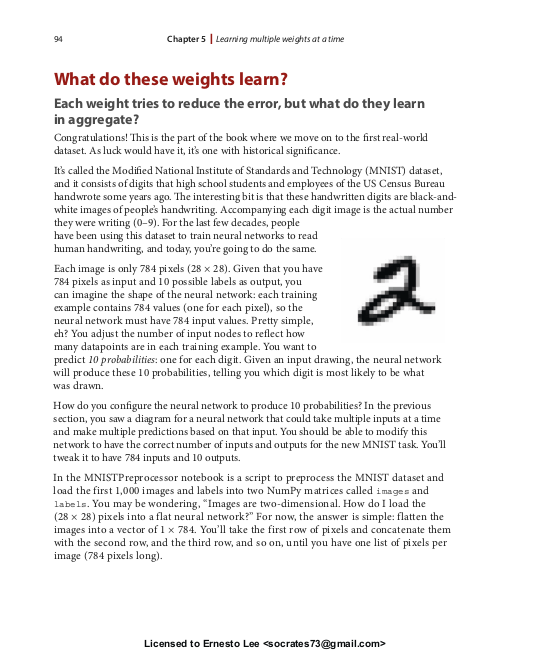 94
Chapter 5 | Learning multiple weights at a time
What do these weights learn?
Each weight tries to reduce the error, but what do they learn
in aggregate?
Congratulations! This is the part of the book where we move on to the first real-world
dataset. As luck would have it, it's one with historical significance.
It's called the Modified National Institute of Standards and Technology (MNIST) dataset,
and it consists of digits that high school students and employees of the US Census Bureau
handwrote some years ago. The interesting bit is that these handwritten digits are black-and-
white images of people's handwriting. Accompanying each digit image is the actual number
they were writing (0–9). For the last few decades, people
have been using this dataset to train neural networks to read
human handwriting, and today, you're going to do the same.
Each image is only 784 pixels (28 × 28). Given that you have
784 pixels as input and 10 possible labels as output, you
can imagine the shape of the neural network: each training
example contains 784 values (one for each pixel), so the
neural network must have 784 input values. Pretty simple,
eh? You adjust the number of input nodes to reflect how
many datapoints are in each training example. You want to
predict 10 probabilities: one for each digit. Given an input drawing, the neural network
will produce these 10 probabilities, telling you which digit is most likely to be what
was drawn.
2
How do you configure the neural network to produce 10 probabilities? In the previous
section, you saw a diagram for a neural network that could take multiple inputs at a time
and make multiple predictions based on that input. You should be able to modify this
network to have the correct number of inputs and outputs for the new MNIST task. You'll
tweak it to have 784 inputs and 10 outputs.
In the MNISTPreprocessor notebook is a script to preprocess the MNIST dataset and
load the first 1,000 images and labels into two NumPy matrices called images and
labels. You may be wondering, “Images are two-dimensional. How do I load the
(28 × 28) pixels into a flat neural network?” For now, the answer is simple: flatten the
images into a vector of 1 × 784. You'll take the first row of pixels and concatenate them
with the second row, and the third row, and so on, until you have one list of pixels per
image (784 pixels long).
Licensed to Ernesto Lee <socrates73@gmail.com>